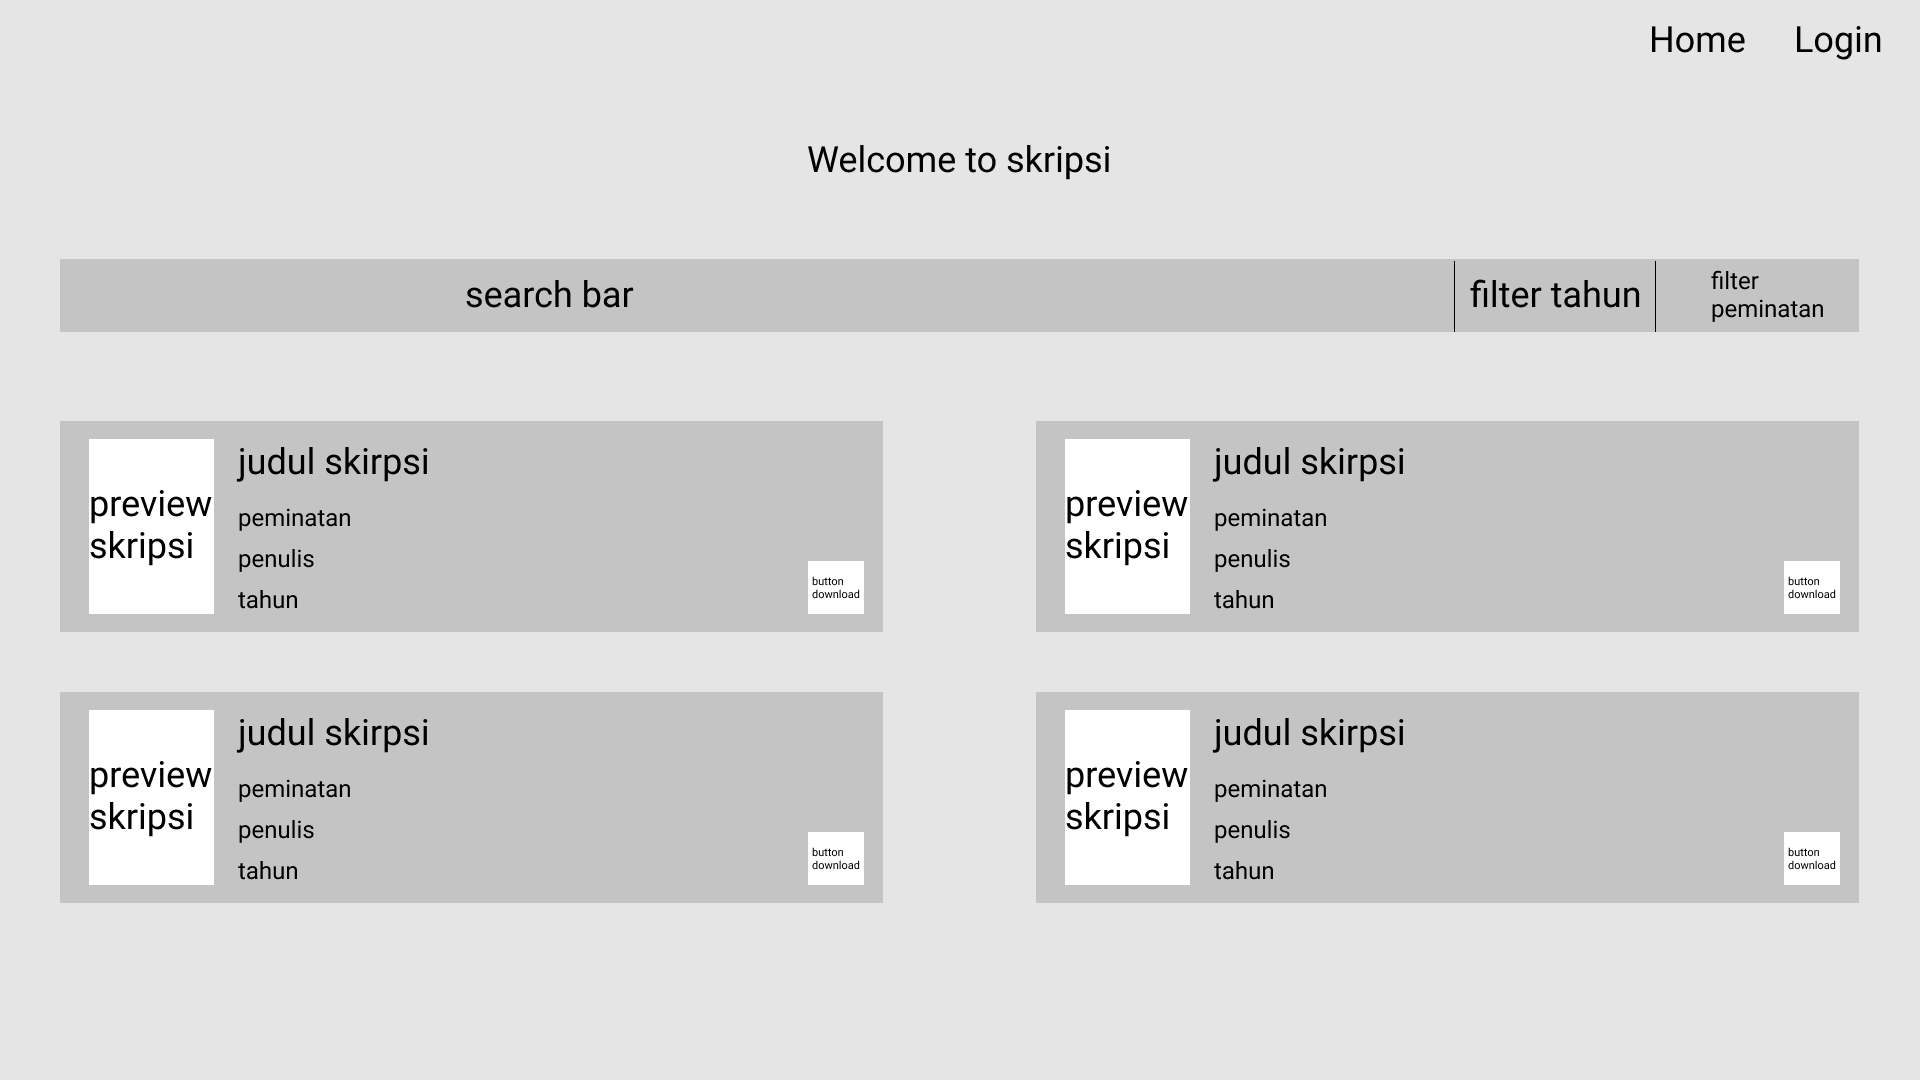 Home Login
Welcome to skripsi
search bar
filter tahun
filter
peminatan
judul skirpsi
preview
skripsi
peminatan
penulis
tahun
button
download
judul skirpsi
preview
skripsi
peminatan
penulis
tahun
button
download
judul skirpsi
preview
skripsi
peminatan
penulis
tahun
button
download
judul skirpsi
preview
skripsi
peminatan
penulis
tahun
button
download